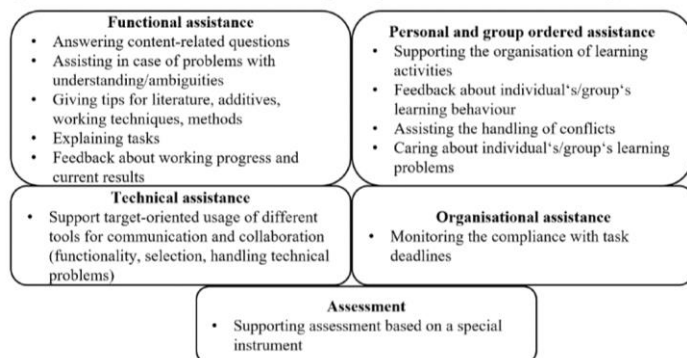 Functional assistance
• Answering content-related questions
• Assisting in case of problems with
understanding/ambiguities
• Giving tips for literature, additives,
working techniques, methods
• Explaining tasks
• Feedback about working progress and
current results
Personal and group ordered assistance
• Supporting the organisation of learning
activities
• Feedback about individual‘s/group‘s
learning behaviour
• Assisting the handling of conflicts
• Caring about individual‘s/group‘s learning
problems
Technical assistance
• Support target-oriented usage of different
tools for communication and collaboration
(functionality, selection, handling technical
problems)
Organisational assistance
• Monitoring the compliance with task
deadlines
Assessment
• Supporting assessment based on a special
instrument